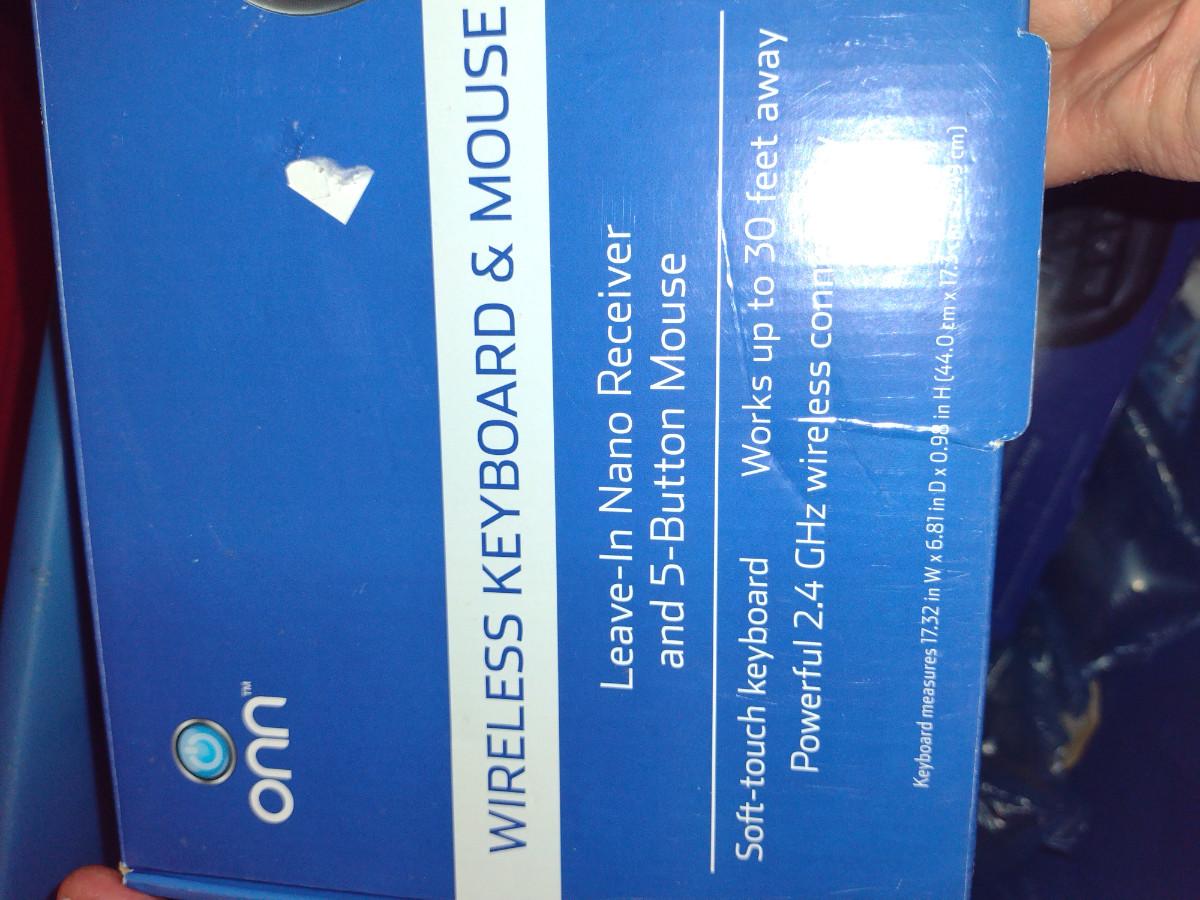 onn™
WIRELESS KEYBOARD & MOUSE
Leave-In Nano Receiver
and 5-Button Mouse
Soft-touch keyboard Works up to 30 feet away
Powerful 2.4 GHz wireless
Keyboard measures 17.32 in W x 6.81 in D x 0.98 in H (44.0 cm x cm)